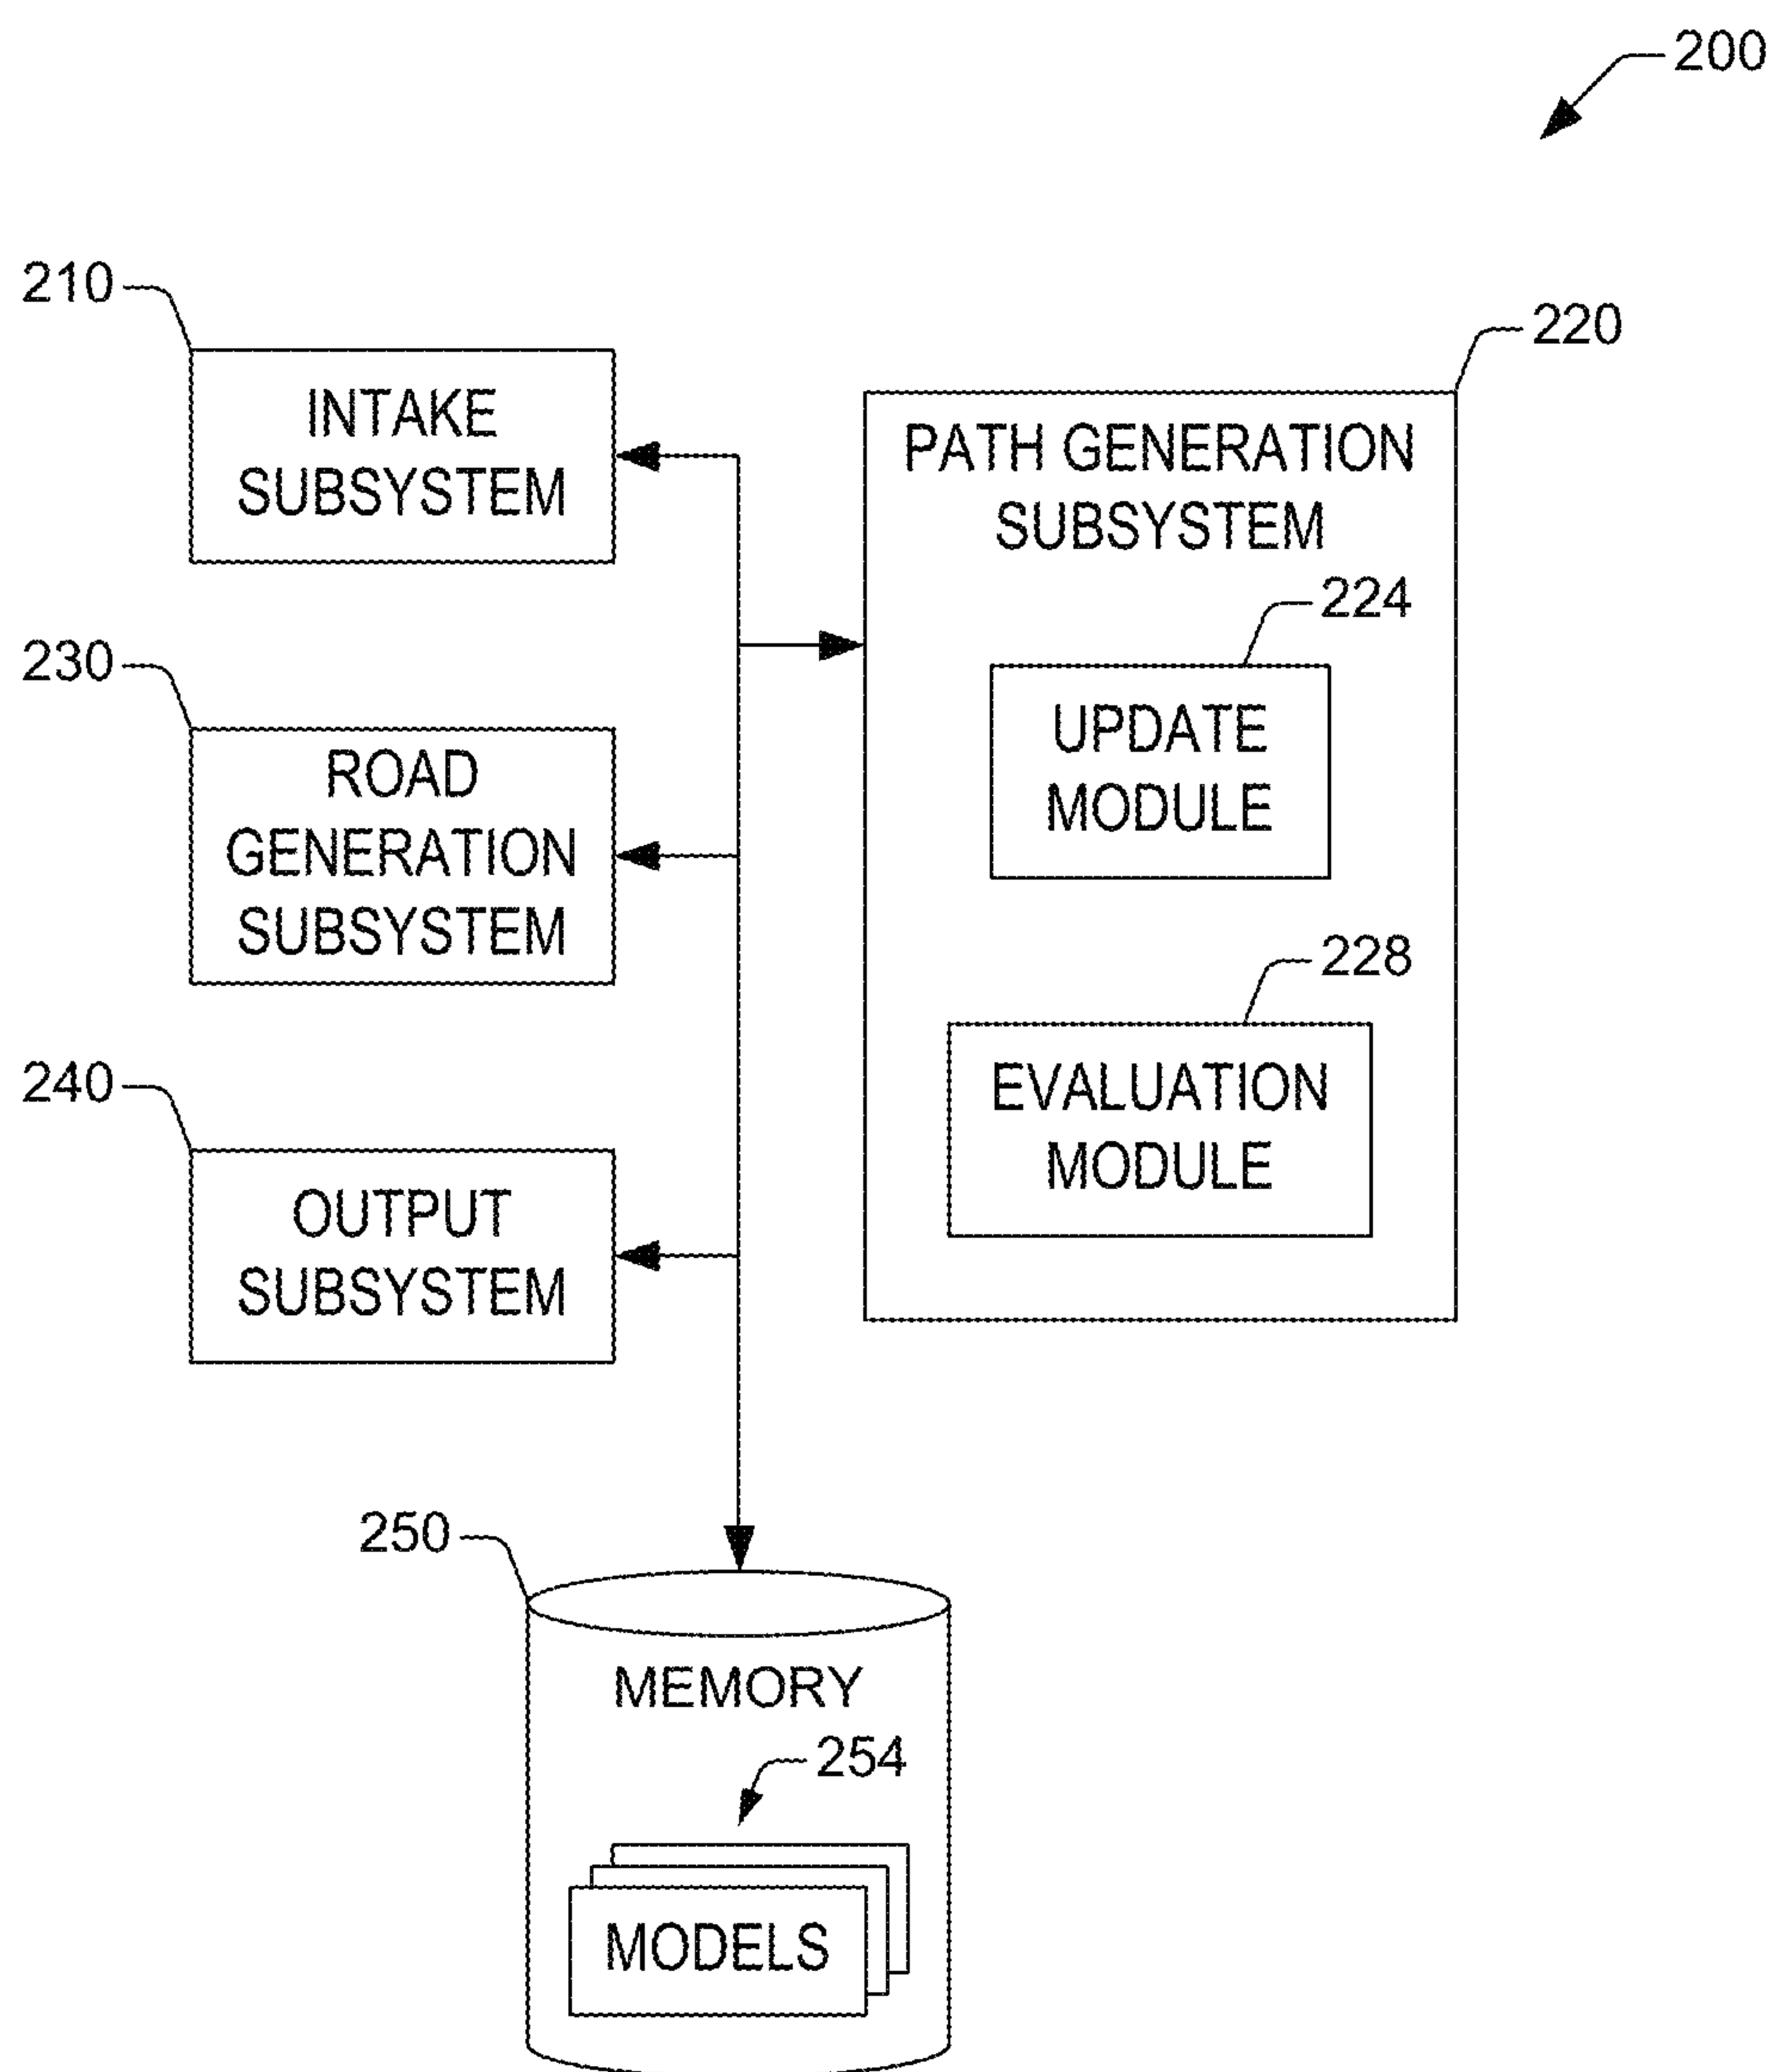 200
210
INTAKE
SUBSYSTEM
220
PATH GENERATION
SUBSYSTEM
224
UPDATE
MODULE
228
EVALUATION
MODULE
230
ROAD
GENERATION
SUBSYSTEM
240
OUTPUT
SUBSYSTEM
250
MEMORY
254
MODELS